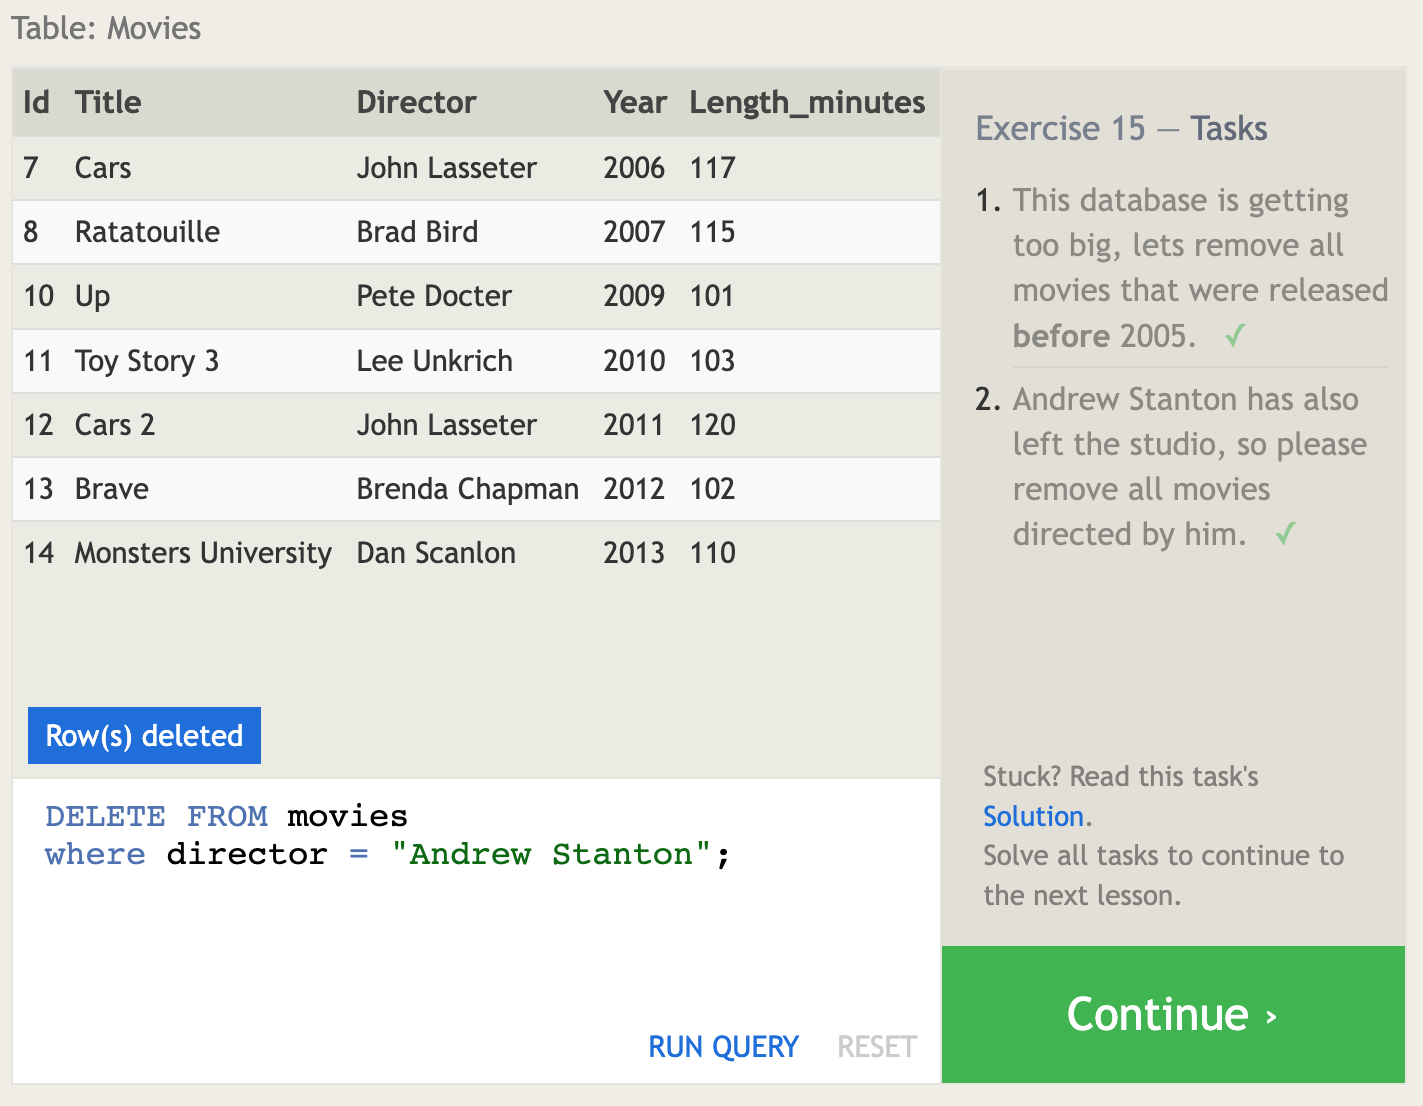 Table: Movies
Id Title Director Year Length_minutes
7 Cars John Lasseter 2006 117
8 Ratatouille Brad Bird 2007 115
10 Up Pete Docter 2009 101
11 Toy Story 3 Lee Unkrich 2010 103
12 Cars 2 John Lasseter 2011 120
13 Brave Brenda Chapman 2012 102
14 Monsters University Dan Scanlon 2013 110
Row(s) deleted
DELETE FROM movies
where director = "Andrew Stanton";
RUN QUERY RESET
Exercise 15 — Tasks
1. This database is getting
too big, lets remove all
movies that were released
before 2005. ✓
2. Andrew Stanton has also
left the studio, so please
remove all movies
directed by him. ✓
Stuck? Read this task's
Solution.
Solve all tasks to continue to
the next lesson.
Continue ›